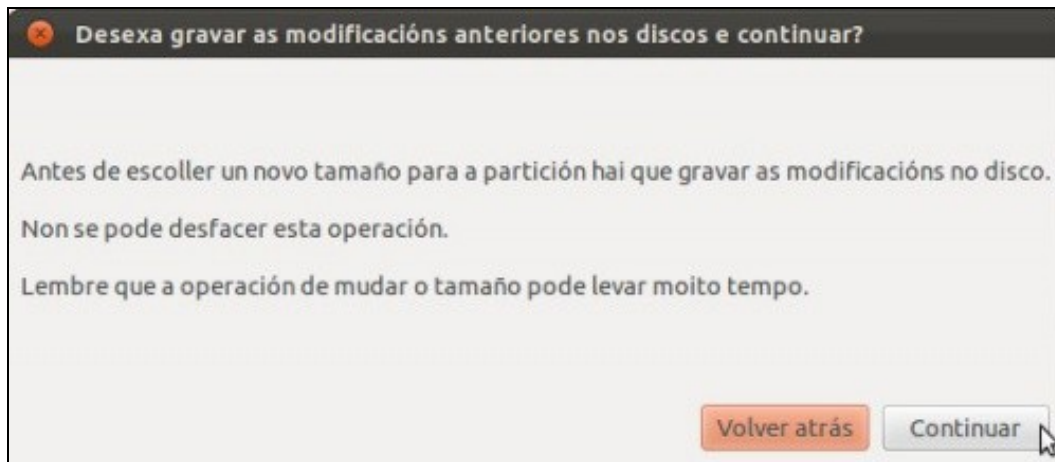 Desexa gravar as modificacións anteriores nos discos e continuar?
Antes de escoller un novo tamaño para a partición hai que gravar as modificacións no disco.
Non se pode desfacer esta operación.
Lembre que a operación de mudar o tamaño pode levar moito tempo.
Volver atrás
Continuar